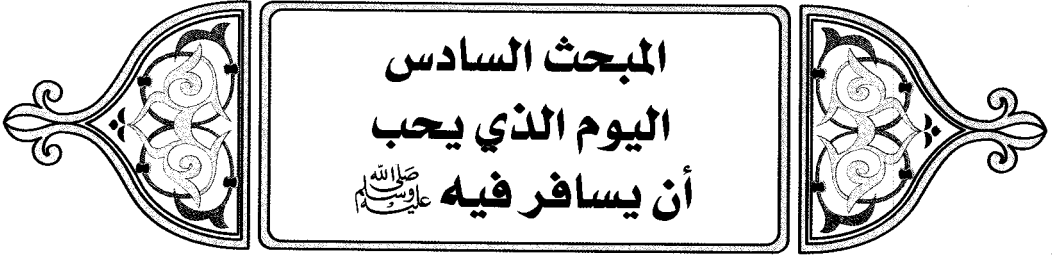 المبحث السادس
اليوم الذي يحب
أن يسافر فيه ﷺ